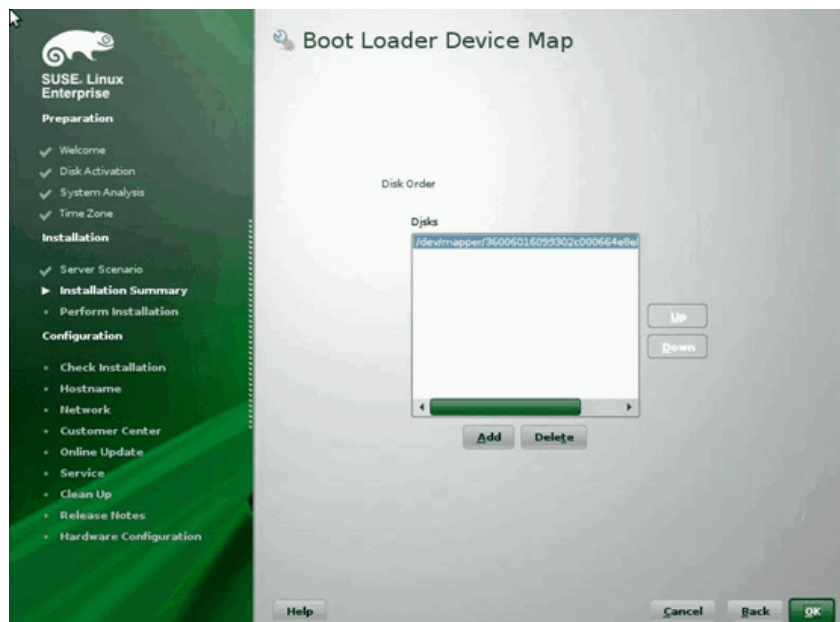 SUSE. Linux
Enterprise
Preparation
Welcome
Disk Activation
System Analysis
Time Zone
Installation
Server Scenario
Installation Summary
Perform Installation
Configuration
Check Installation
Hostname
Network
Customer Center
Online Update
Service
Clean Up
Release Notes
Hardware Configuration
Boot Loader Device Map
Disk Order
Disks
/dev/mapper/36006016099302c000664e8e
Up
Down
Add Delete
Help Cancel Back OK